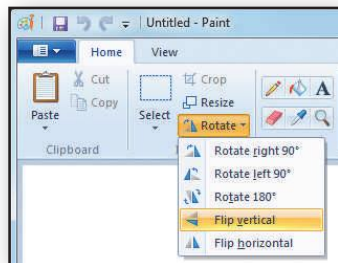 Untitled - Paint
Home View
Cut
Copy
Paste
Clipboard
Select
Crop
Resize
Rotate
A
Rotate right 90°
Rotate left 90°
Rotate 180°
Flip vertical
Flip horizontal